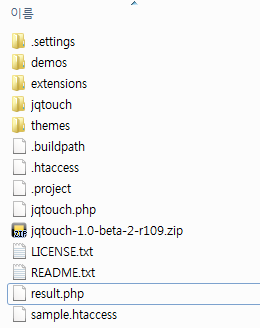 이름
.settings
demos
extensions
jqtouch
themes
.buildpath
.htaccess
.project
jqtouch.php
jqtouch-1.0-beta-2-r109.zip
LICENSE.txt
README.txt
result.php
sample.htaccess